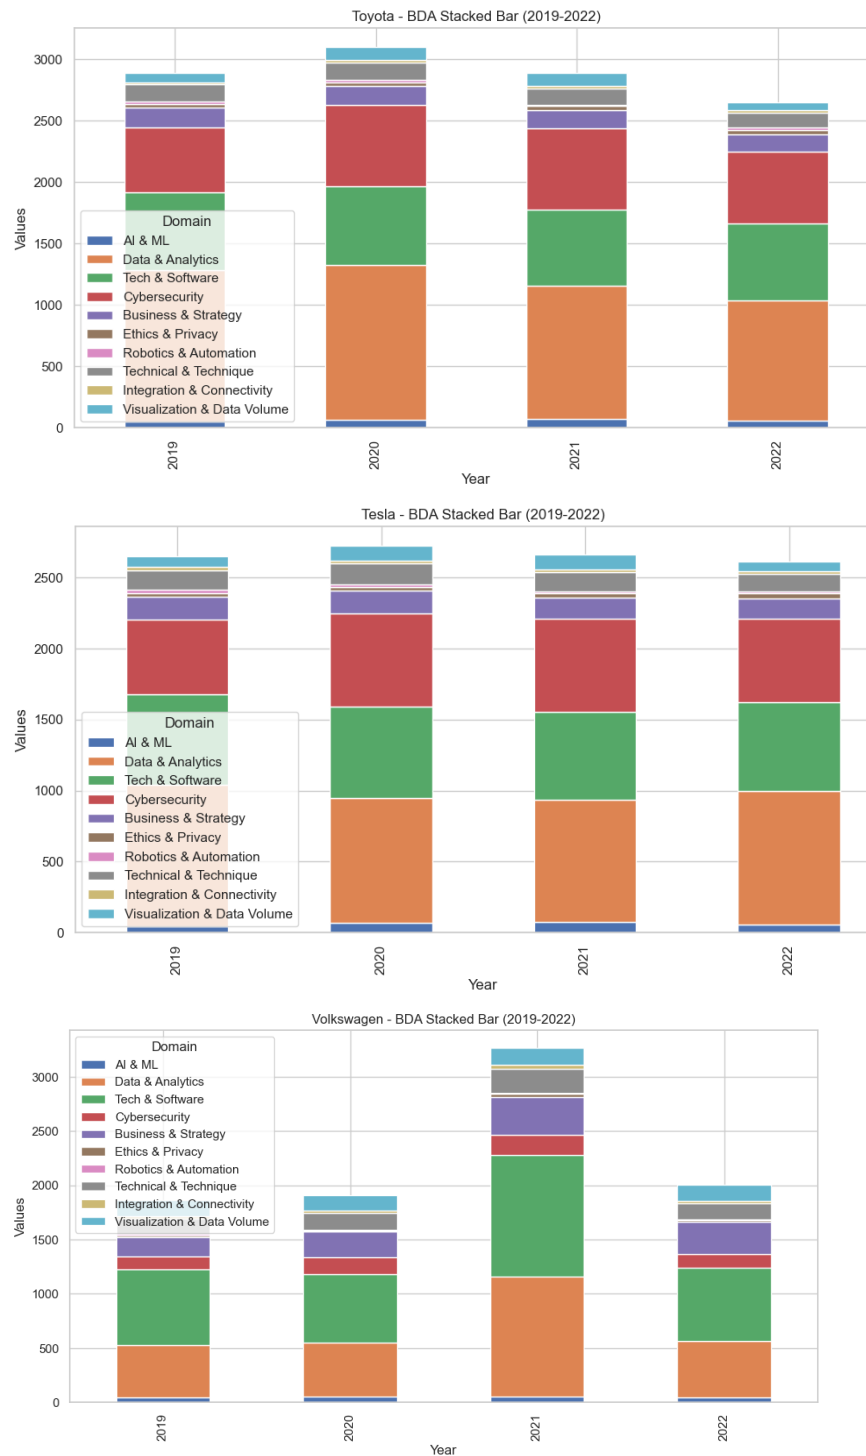 Toyota - BDA Stacked Bar (2019-2022)
3000
2500
2000
1500
1000
500
0
Values
Domain
AI & ML
Data & Analytics
Tech & Software
Cybersecurity
Business & Strategy
Ethics & Privacy
Robotics & Automation
Technical & Technique
Integration & Connectivity
Visualization & Data Volume
2019
2020
2021
2022
Year
Tesla - BDA Stacked Bar (2019-2022)
2500
2000
1500
1000
500
0
Values
Domain
AI & ML
Data & Analytics
Tech & Software
Cybersecurity
Business & Strategy
Ethics & Privacy
Robotics & Automation
Technical & Technique
Integration & Connectivity
Visualization & Data Volume
2019
2020
2021
2022
Year
Volkswagen - BDA Stacked Bar (2019-2022)
3000
2500
2000
1500
1000
500
0
Values
Domain
AI & ML
Data & Analytics
Tech & Software
Cybersecurity
Business & Strategy
Ethics & Privacy
Robotics & Automation
Technical & Technique
Integration & Connectivity
Visualization & Data Volume
2019
2020
2021
2022
Year